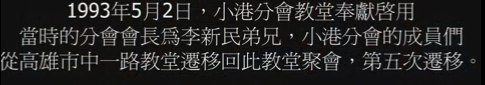 1993年5月2日，小港分會教堂奉獻啓用
當時的分會會長爲李新民弟兄，小港分會的成員們
從高雄市中一路教堂遷移回此教堂聚會，第五次遷移。